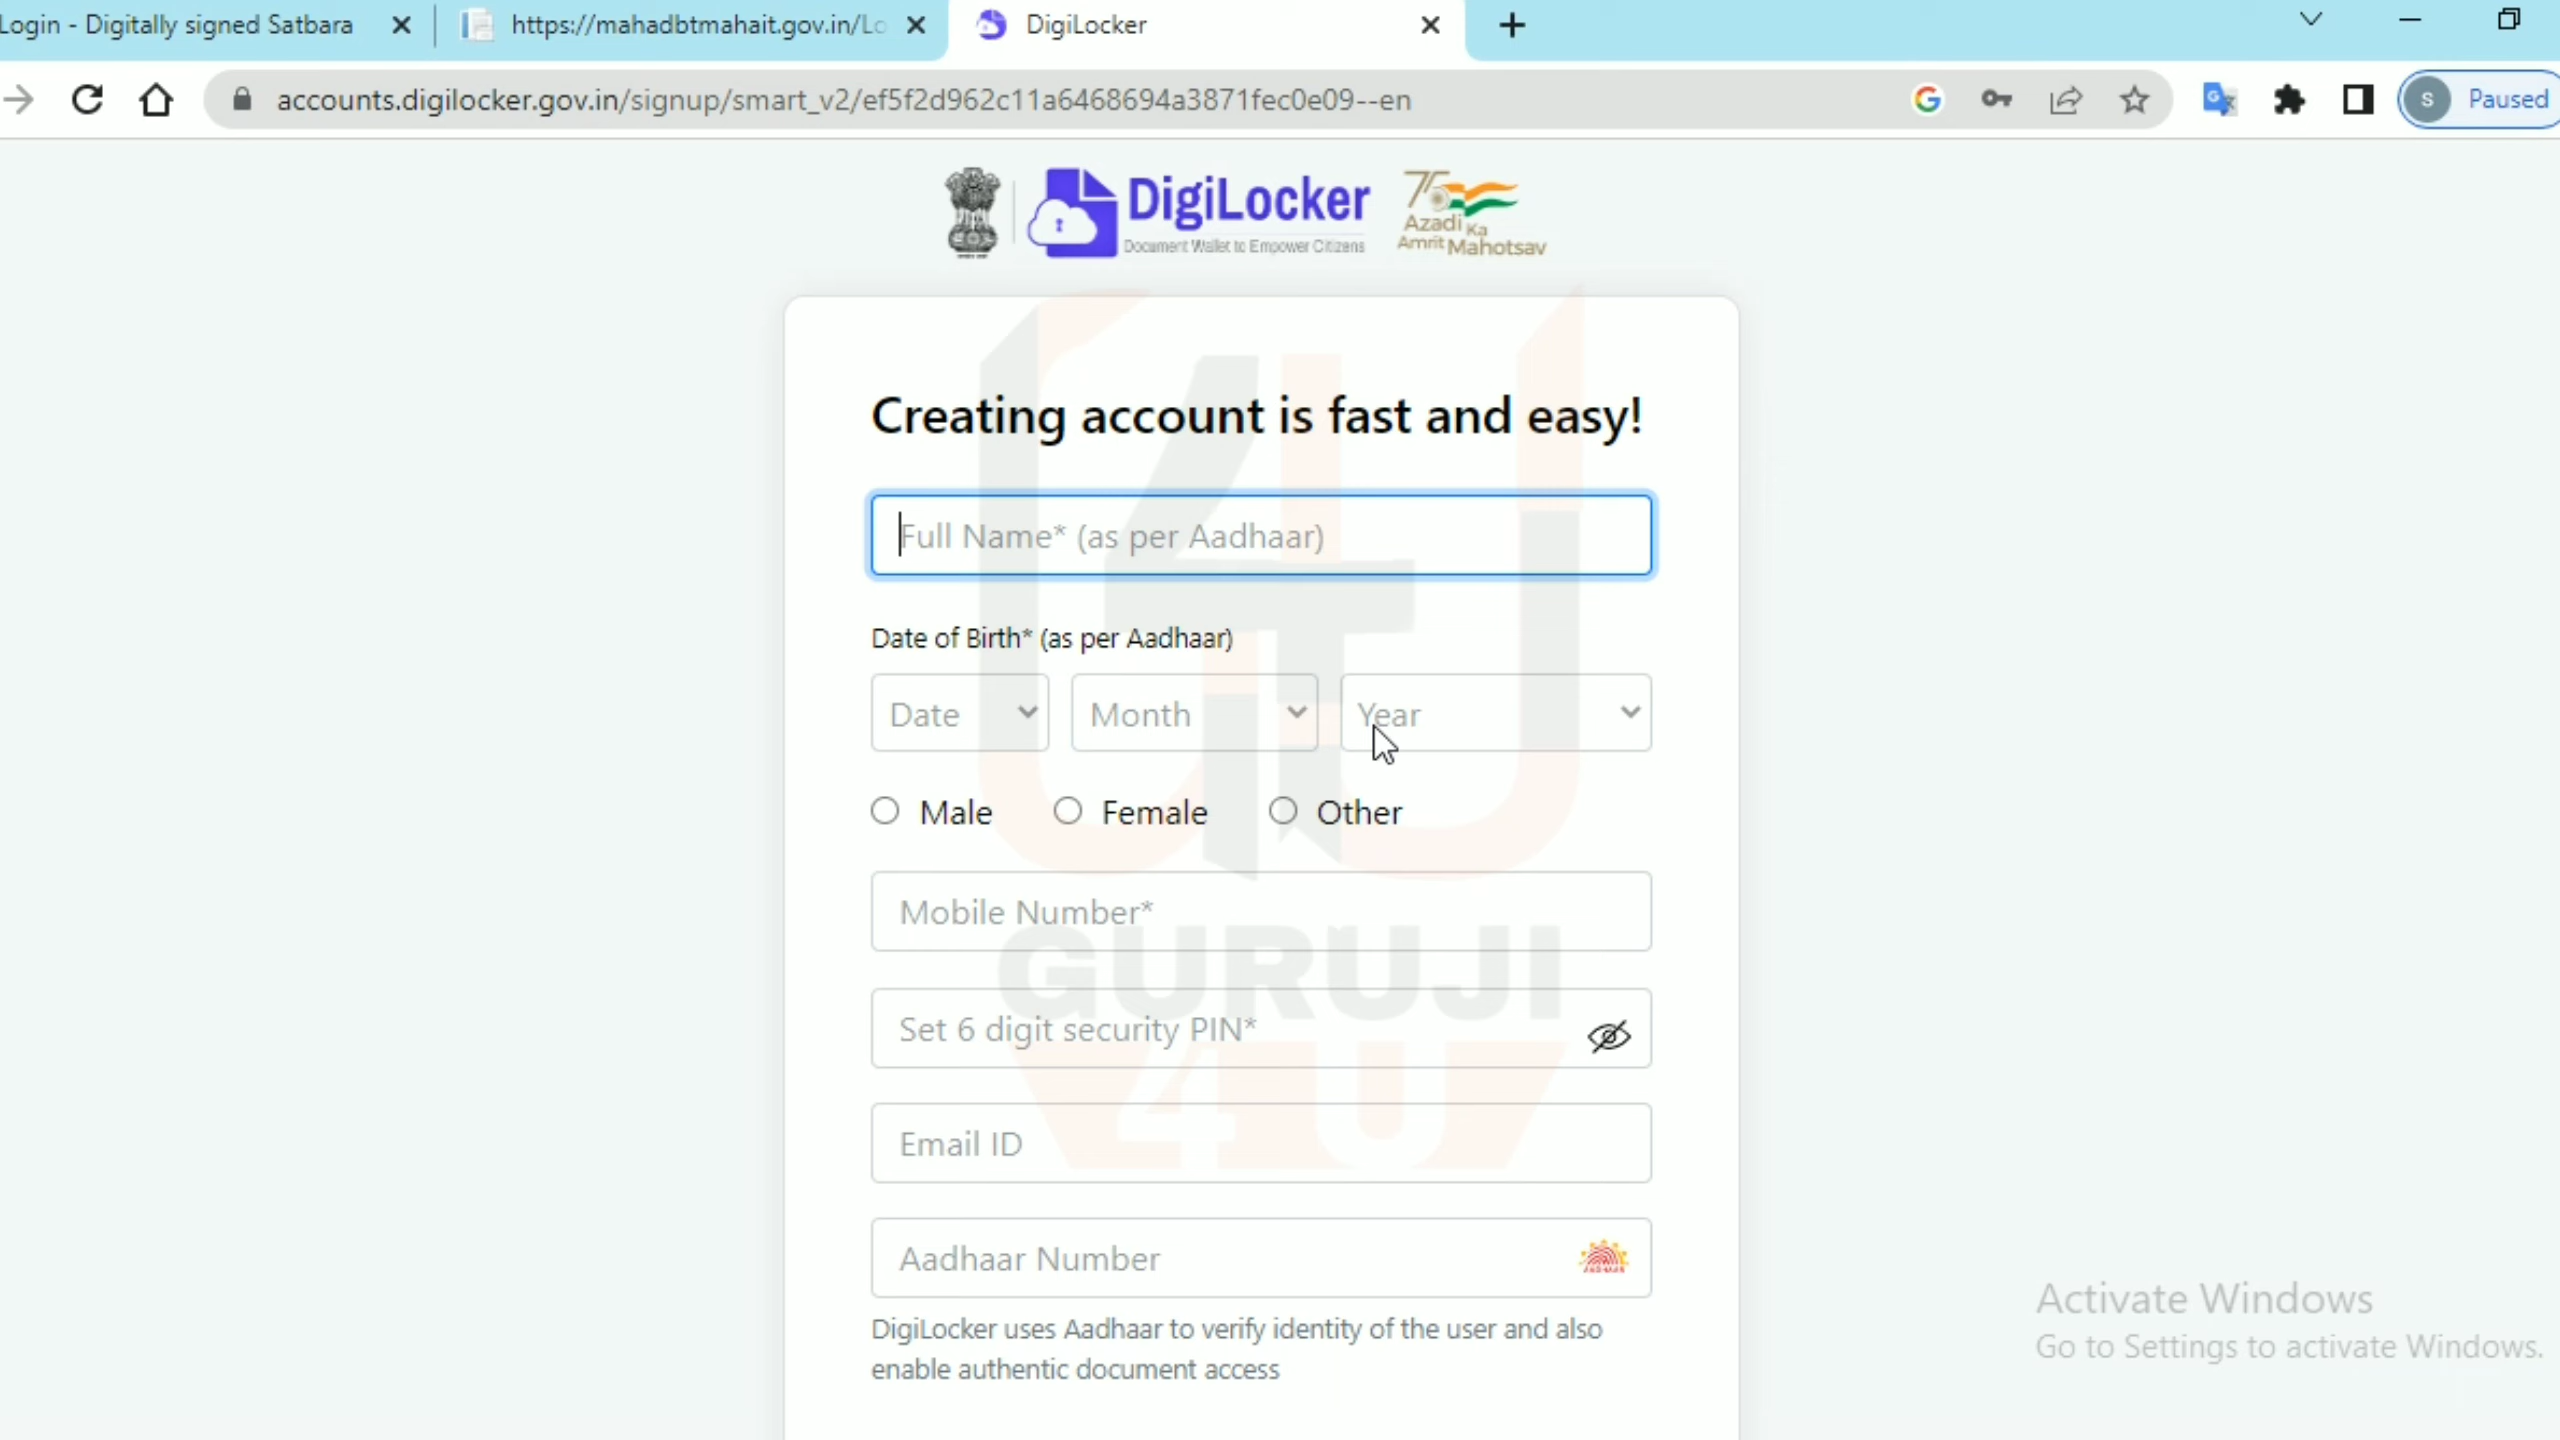 Login - Digitally signed Satbara
https://mahadbtmahait.gov.in/Lo
DigiLocker
accounts.digilocker.gov.in/signup/smart_v2/ef5f2d962c11a6468694a3871fec0e09--en
S
Paused
DigiLocker
Document Wallet to Empower Citizens
75
Azadi Ka
Amrit Mahotsav
Creating account is fast and easy!
Full Name* (as per Aadhaar)
Date of Birth* (as per Aadhaar)
Date
Month
Year
Male
Female
Other
Mobile Number*
GURUJI
Set 6 digit security PIN*
4U
Email ID
Aadhaar Number
AADHAAR
DigiLocker uses Aadhaar to verify identity of the user and also
enable authentic document access
Activate Windows
Go to Settings to activate Windows.